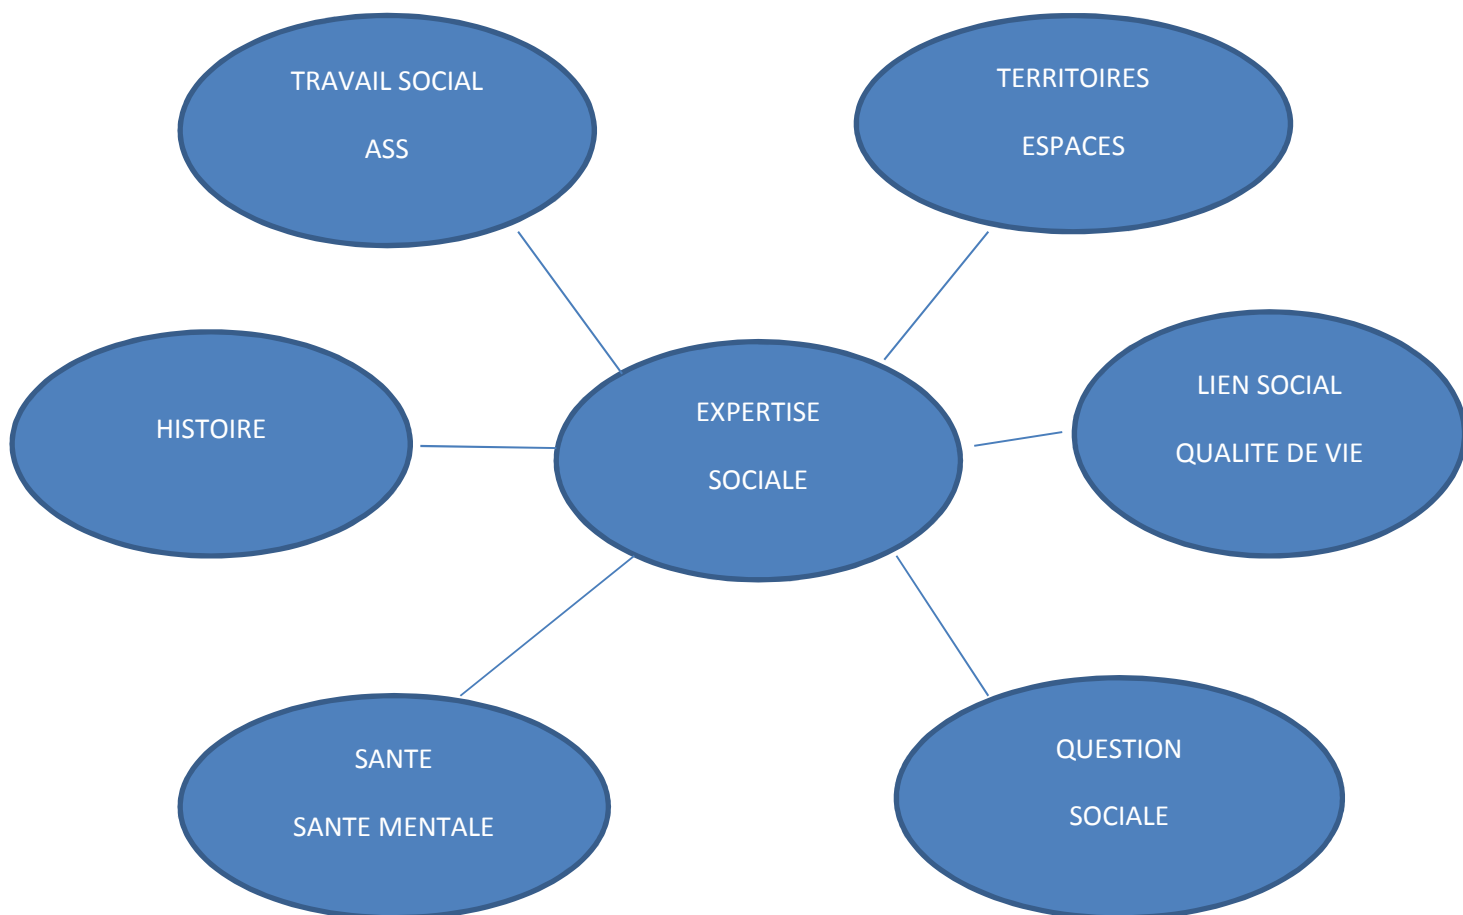 TRAVAIL SOCIAL
ASS
TERRITOIRES
ESPACES
HISTOIRE
EXPERTISE
SOCIALE
LIEN SOCIAL
QUALITE DE VIE
SANTE
SANTE MENTALE
QUESTION
SOCIALE